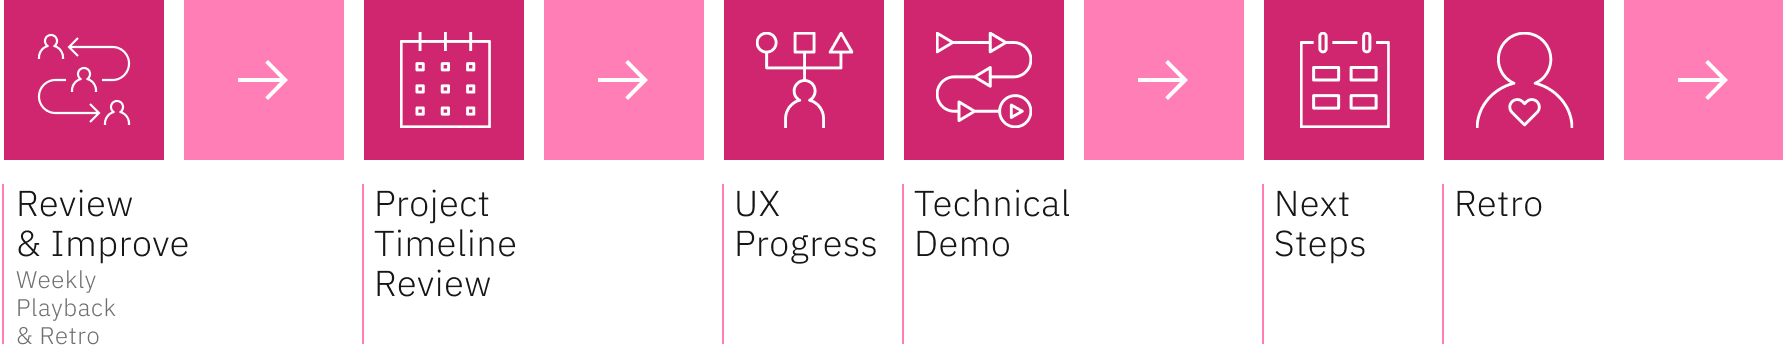 Review
& Improve
Weekly
Playback
& Retro
Project
Timeline
Review
UX
Progress
Technical
Demo
Next
Steps
Retro